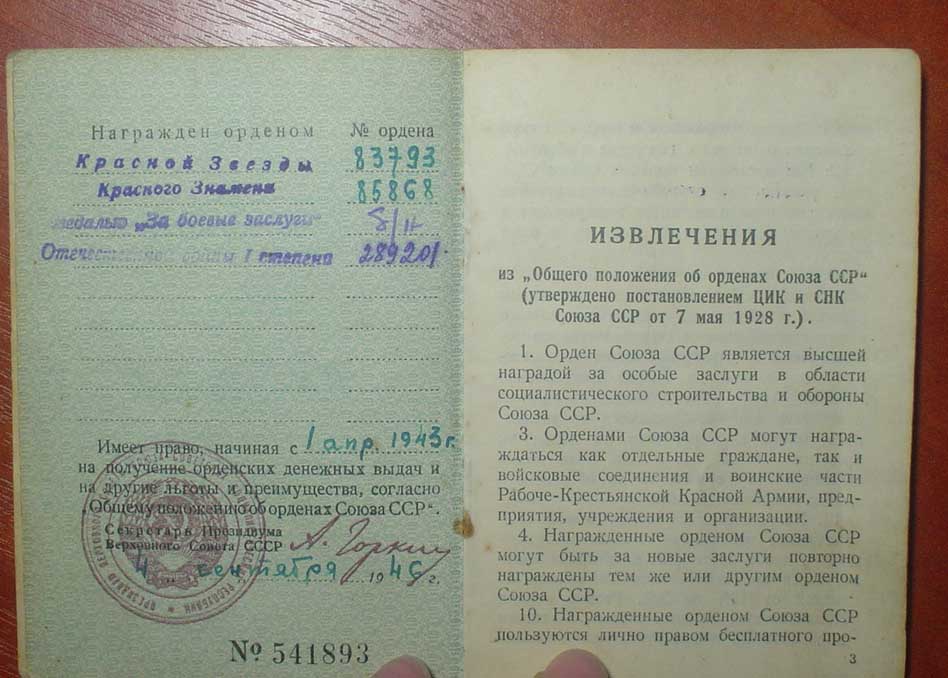 Награжден орденом № ордена
Красной Звезды 83793
Красного Знамени 85868
медалью „За боевые заслуги" б/н
Отечественной войны I степени 289201
Имеет право, начиная с 1 апр. 1943 г.
на получение орденских денежных выдач и
на другие льготы и преимущества, согласно
„Общему положению об орденах Союза ССР".
Секретарь Президиума
Верховного Совета СССР А. Горкин
4 сентября 1946 г.
№ 541893
ИЗВЛЕЧЕНИЯ
из „Общего положения об орденах Союза ССР"
(утверждено постановлением ЦИК и СНК
Союза ССР от 7 мая 1928 г.).
1. Орден Союза ССР является высшей
наградой за особые заслуги в области
социалистического строительства и обороны
Союза ССР.
3. Орденами Союза ССР могут награ-
ждаться как отдельные граждане, так и
войсковые соединения и воинские части
Рабоче-Крестьянской Красной Армии, пред-
приятия, учреждения и организации.
4. Награжденные орденом Союза ССР
могут быть за новые заслуги повторно
награждены тем же или другим орденом
Союза ССР.
10. Награжденные орденом Союза ССР
пользуются лично правом бесплатного про-
3